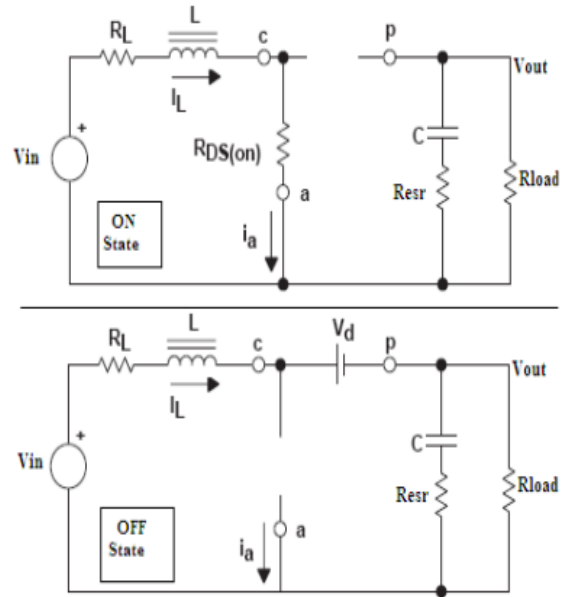 RL
L
c
p
Vout
IL
C
RDS(on)
Vin
+
Resr
Rload
a
ON
State
ia
RL
L
c
Vd
p
Vout
IL
C
+
Vin
Resr
Rload
a
OFF
State
ia